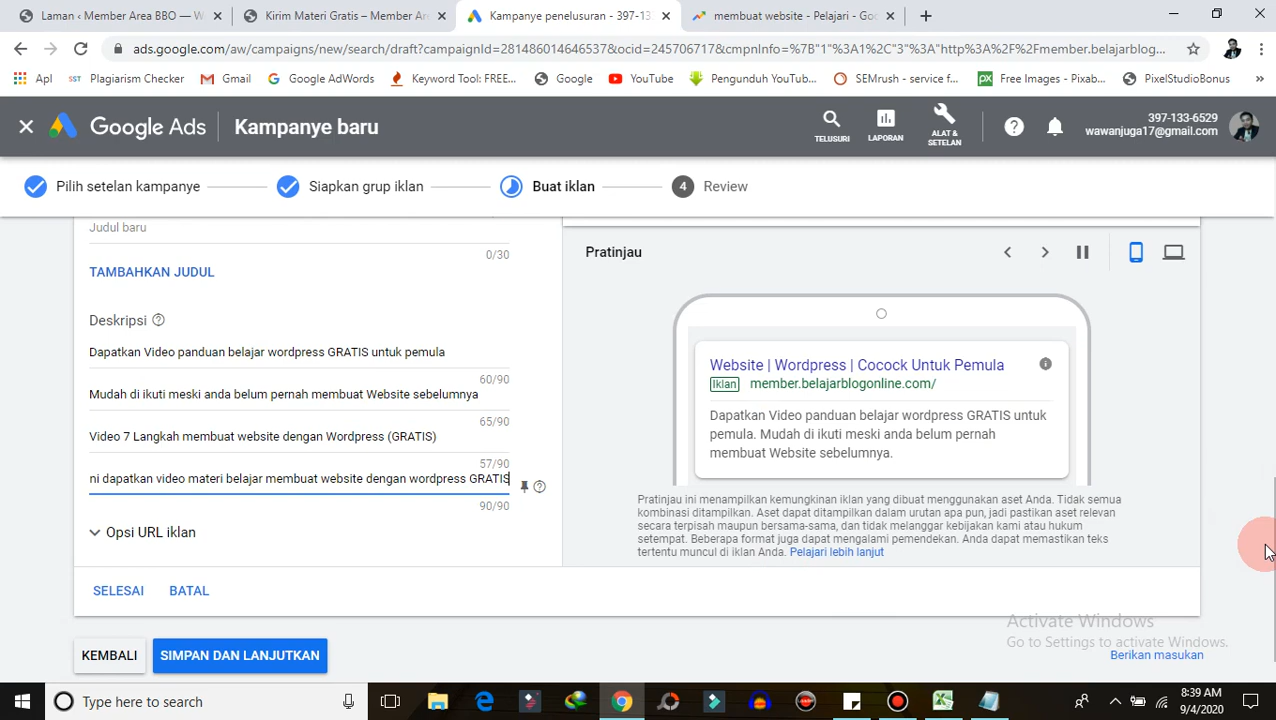 Laman ‹ Member Area BBO — W
Kirim Materi Gratis – Member Are
Kampanye penelusuran - 397-13
membuat website - Pelajari - Goo
ads.google.com/aw/campaigns/new/search/draft?campaignId=281486014646537&ocid=245706717&cmpnInfo=%7B"1"%3A1%2C"3"%3A"http%3A%2F%2Fmember.belajarblog...
Apl
SST Plagiarism Checker
Gmail
Google AdWords
Keyword Tool: FREE...
Google
YouTube
Pengunduh YouTub...
SEMrush - service f...
px Free Images - Pixab...
PixelStudioBonus
»
Google Ads
Kampanye baru
TELUSURI
LAPORAN
ALAT & SETELAN
397-133-6529
wawanjuga17@gmail.com
Pilih setelan kampanye
Siapkan grup iklan
Buat iklan
4 Review
Judul baru
0/30
TAMBAHKAN JUDUL
Deskripsi
Dapatkan Video panduan belajar wordpress GRATIS untuk pemula
60/90
Mudah di ikuti meski anda belum pernah membuat Website sebelumnya
65/90
Video 7 Langkah membuat website dengan Wordpress (GRATIS)
57/90
ni dapatkan video materi belajar membuat website dengan wordpress GRATIS
90/90
Opsi URL iklan
SELESAI
BATAL
KEMBALI
SIMPAN DAN LANJUTKAN
Pratinjau
Website | Wordpress | Cocock Untuk Pemula
Iklan member.belajarblogonline.com/
Dapatkan Video panduan belajar wordpress GRATIS untuk
pemula. Mudah di ikuti meski anda belum pernah
membuat Website sebelumnya.
Pratinjau ini menampilkan kemungkinan iklan yang dibuat menggunakan aset Anda. Tidak semua
kombinasi ditampilkan. Aset dapat ditampilkan dalam urutan apa pun, jadi pastikan aset relevan
secara terpisah maupun bersama-sama, dan tidak melanggar kebijakan kami atau hukum
setempat. Beberapa format juga dapat mengalami pemendekan. Anda dapat memastikan teks
tertentu muncul di iklan Anda. Pelajari lebih lanjut
Activate Windows
Go to Settings to activate Windows.
Berikan masukan
Type here to search
8:39 AM
9/4/2020